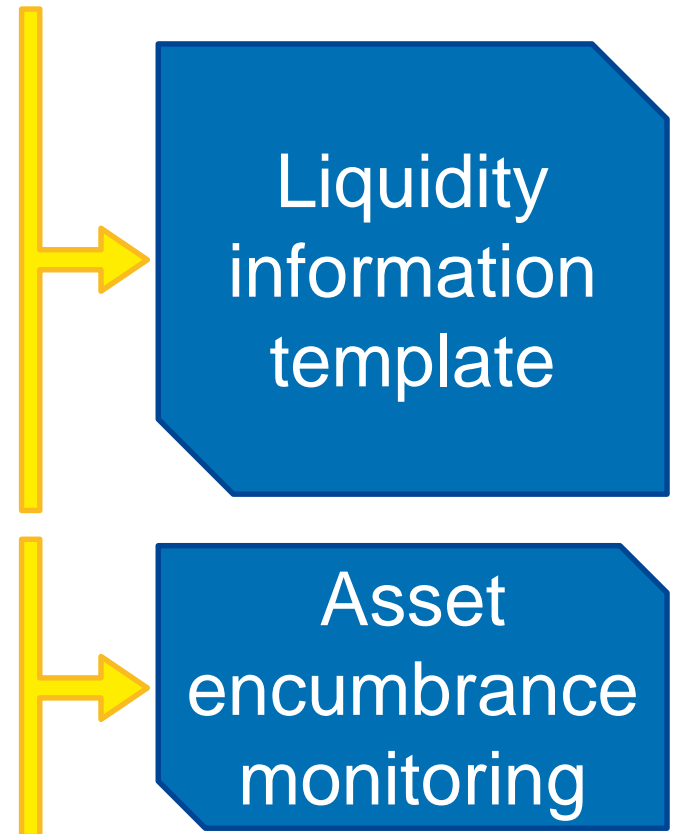 Liquidity
information
template
Asset
encumbrance
monitoring